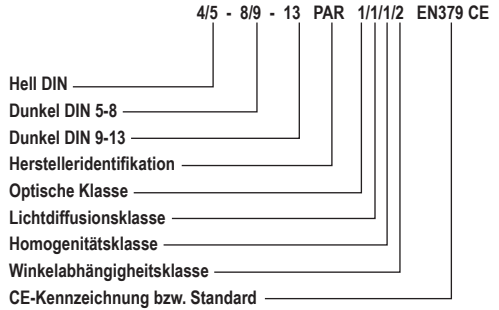 4/5 - 8/9 - 13 PAR 1/1/1/2 EN379 CE
Hell DIN
Dunkel DIN 5-8
Dunkel DIN 9-13
Herstelleridentifikation
Optische Klasse
Lichtdiffusionsklasse
Homogenitätsklasse
Winkelabhängigheitsklasse
CE-Kennzeichnung bzw. Standard